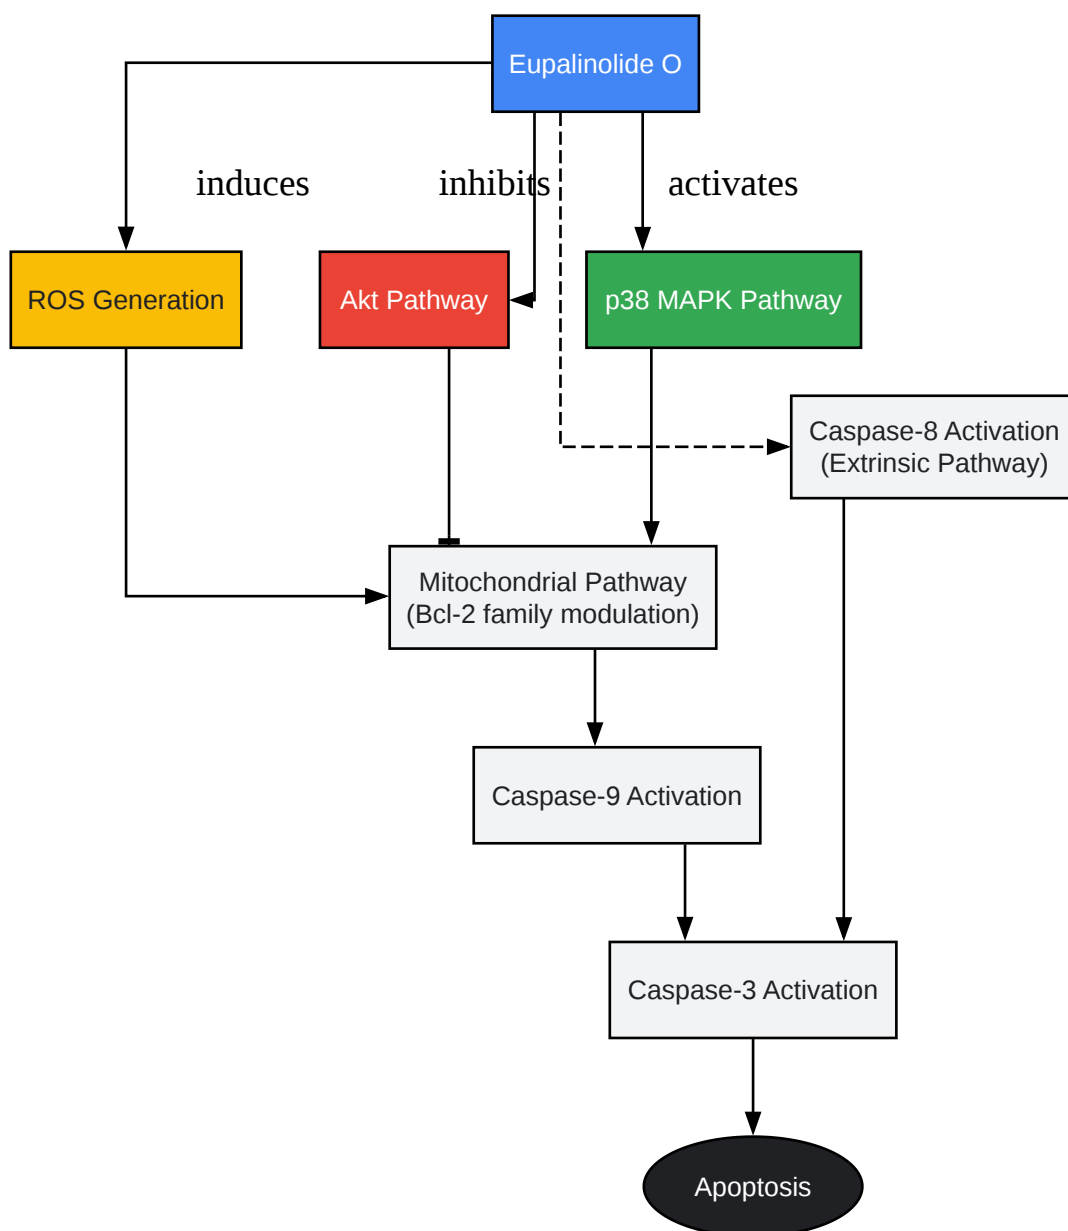 Eupalinolide O
induces
inhibits
activates
ROS Generation
Akt Pathway
p38 MAPK Pathway
Caspase-8 Activation
(Extrinsic Pathway)
Mitochondrial Pathway
(Bcl-2 family modulation)
Caspase-9 Activation
Caspase-3 Activation
Apoptosis